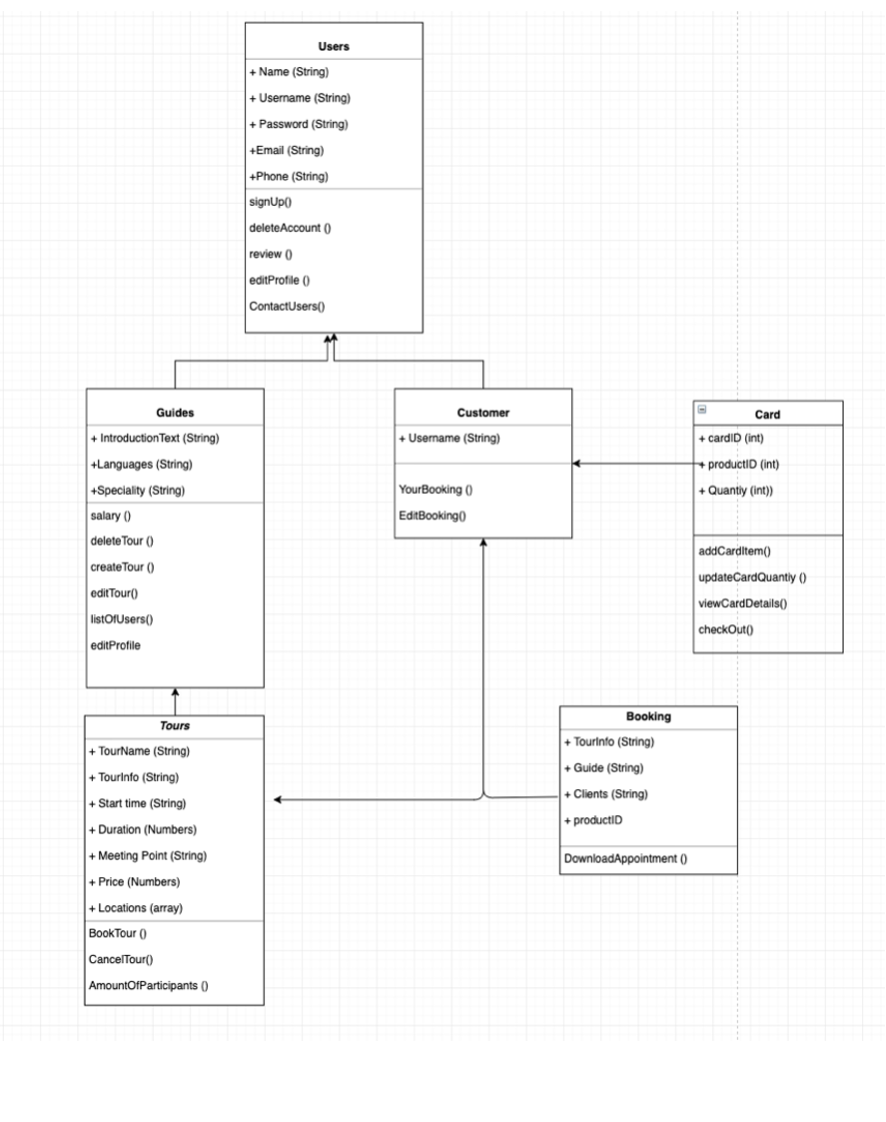 Users
+ Name (String)
+ Username (String)
+ Password (String)
+Email (String)
+Phone (String)
signUp()
deleteAccount ()
review ()
editProfile ()
ContactUsers()
Guides
+ IntroductionText (String)
+Languages (String)
+Speciality (String)
salary ()
deleteTour ()
createTour ()
editTour()
listOfUsers()
editProfile
Customer
+ Username (String)
YourBooking ()
EditBooking()
Card
+ cardID (int)
+ productID (int)
+ Quantiy (int))
addCardItem()
updateCardQuantiy ()
viewCardDetails()
checkOut()
Tours
+ TourName (String)
+ TourInfo (String)
+ Start time (String)
+ Duration (Numbers)
+ Meeting Point (String)
+ Price (Numbers)
+ Locations (array)
BookTour ()
CancelTour()
AmountOfParticipants ()
Booking
+ TourInfo (String)
+ Guide (String)
+ Clients (String)
+ productID
DownloadAppointment ()